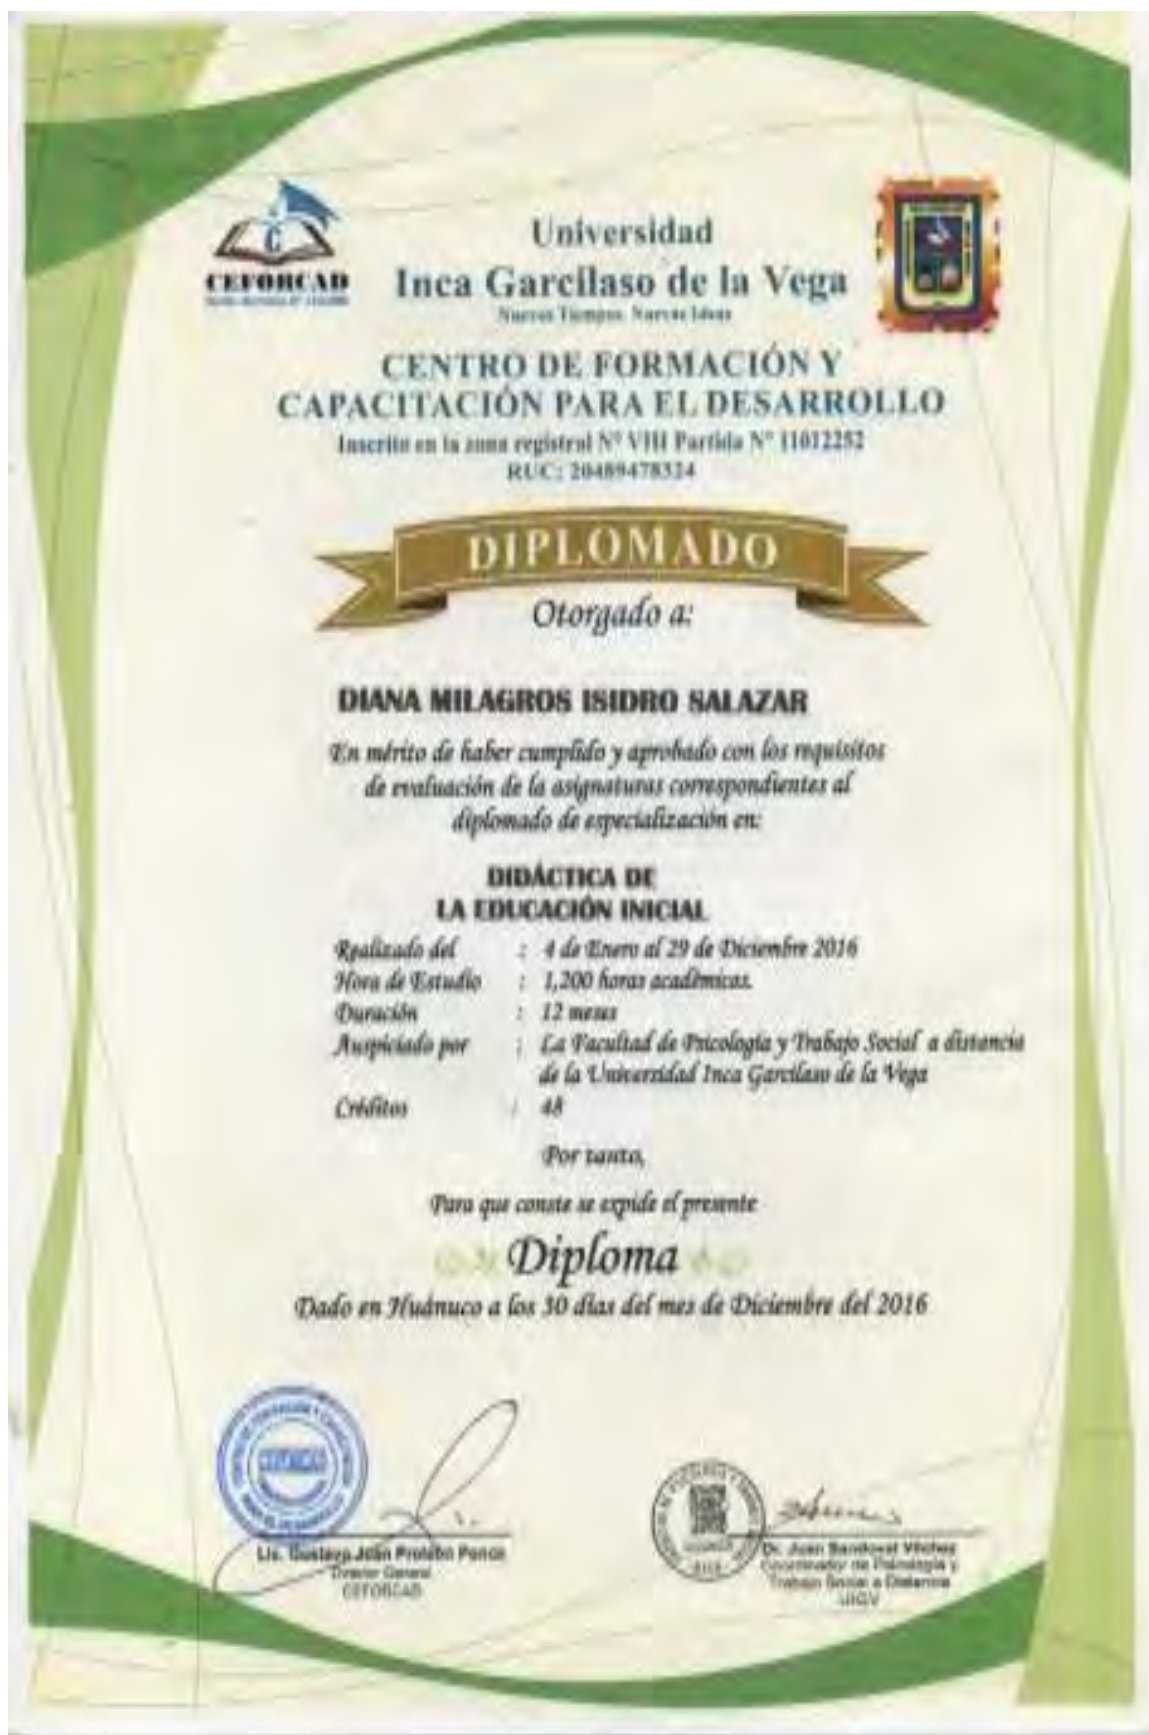 CEFORCAD
Universidad
Inca Garcilaso de la Vega
Nuevos Tiempos. Nuevas Ideas
CENTRO DE FORMACIÓN Y
CAPACITACIÓN PARA EL DESARROLLO
Inscrito en la zona registral N° VIII Partida N° 11012252
RUC: 20489478324
DIPLOMADO
Otorgado a:
DIANA MILAGROS ISIDRO SALAZAR
En mérito de haber cumplido y aprobado con los requisitos
de evaluación de la asignaturas correspondientes al
diplomado de especialización en:
DIDÁCTICA DE
LA EDUCACIÓN INICIAL
Realizado del : 4 de Enero al 29 de Diciembre 2016
Hora de Estudio : 1,200 horas académicas.
Duración : 12 meses
Auspiciado por : La Facultad de Psicología y Trabajo Social a distancia
de la Universidad Inca Garcilaso de la Vega
Créditos : 48
Por tanto,
Para que conste se expide el presente
Diploma
Dado en Huánuco a los 30 días del mes de Diciembre del 2016
CEFORCAD
Lic. Gustavo Ponce
Director General
CEFORCAD
Dr. Juan Sandoval Vilchez
Coordinador de Psicología y
Trabajo Social a Distancia
UIGV